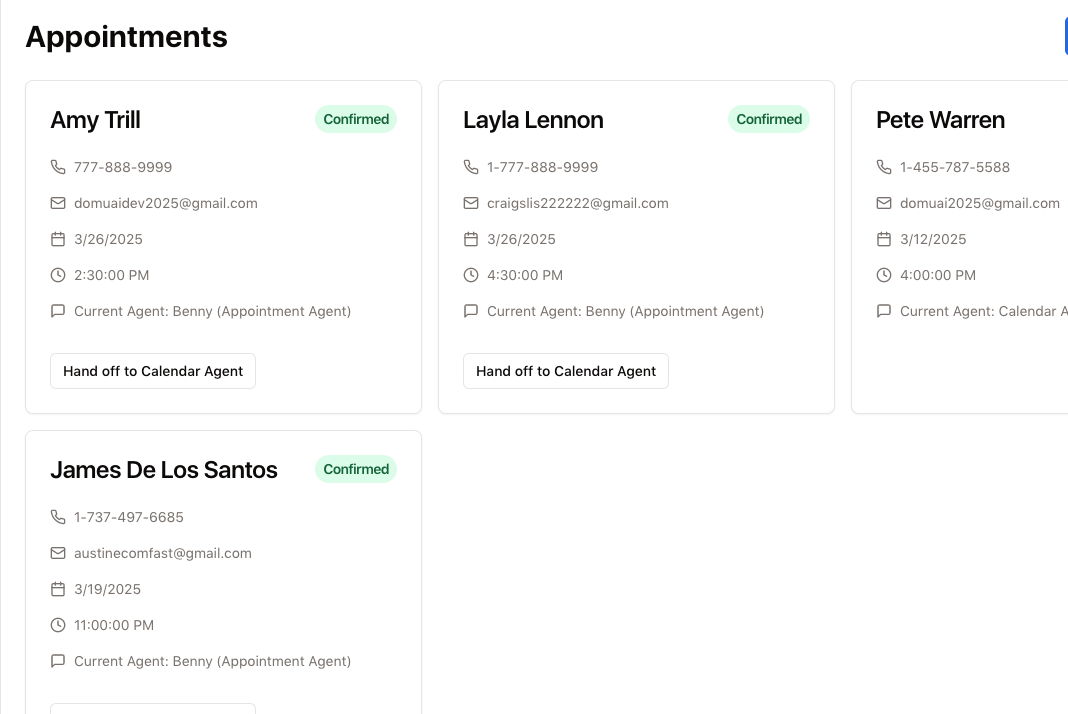 Appointments
Amy Trill
Confirmed
777-888-9999
domuaidev2025@gmail.com
3/26/2025
2:30:00 PM
Current Agent: Benny (Appointment Agent)
Hand off to Calendar Agent
Layla Lennon
Confirmed
1-777-888-9999
craigslis222222@gmail.com
3/26/2025
4:30:00 PM
Current Agent: Benny (Appointment Agent)
Hand off to Calendar Agent
Pete Warren
1-455-787-5588
domuai2025@gmail.com
3/12/2025
4:00:00 PM
Current Agent: Calendar A
James De Los Santos
Confirmed
1-737-497-6685
austinecomfast@gmail.com
3/19/2025
11:00:00 PM
Current Agent: Benny (Appointment Agent)